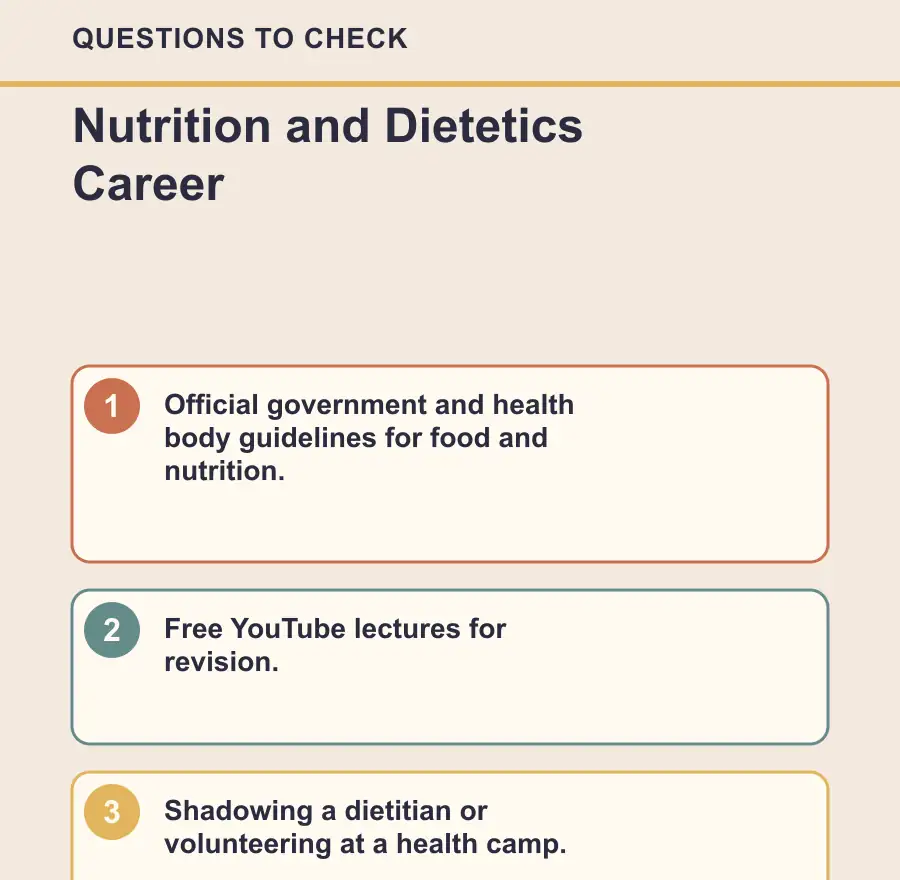 QUESTIONS TO CHECK
Nutrition and Dietetics
Career
1
Official government and health
body guidelines for food and
nutrition.
2
Free YouTube lectures for
revision.
3
Shadowing a dietitian or
volunteering at a health camp.